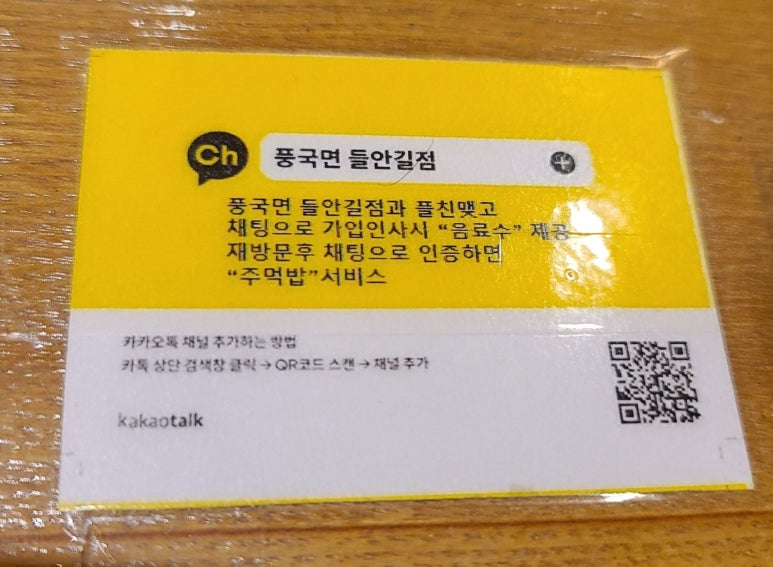 Ch 풍국면 들안길점
풍국면 들안길점과 플친맺고
채팅으로 가입인사시 “음료수” 제공
재방문후 채팅으로 인증하면
“주먹밥”서비스
카카오톡 채널 추가하는 방법
카톡 상단 검색창 클릭 → QR코드 스캔 → 채널 추가
kakaotalk